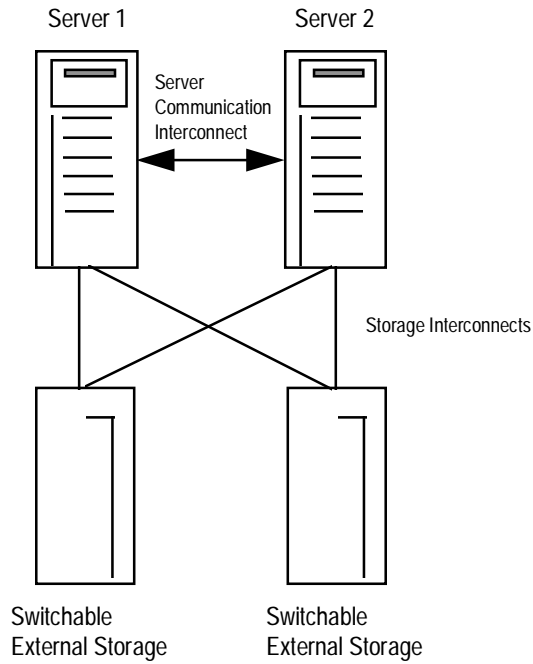 Server 1
Server 2
Server
Communication
Interconnect
Storage Interconnects
Switchable
External Storage
Switchable
External Storage